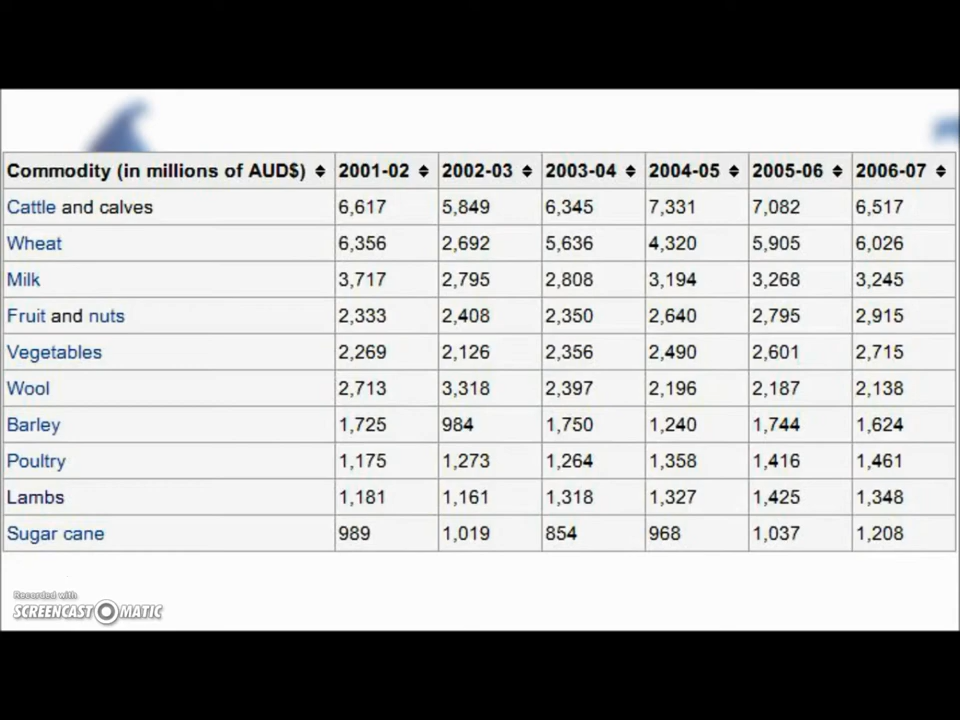 Commodity (in millions of AUD$) 2001-02 2002-03 2003-04 2004-05 2005-06 2006-07
Cattle and calves 6,617 5,849 6,345 7,331 7,082 6,517
Wheat 6,356 2,692 5,636 4,320 5,905 6,026
Milk 3,717 2,795 2,808 3,194 3,268 3,245
Fruit and nuts 2,333 2,408 2,350 2,640 2,795 2,915
Vegetables 2,269 2,126 2,356 2,490 2,601 2,715
Wool 2,713 3,318 2,397 2,196 2,187 2,138
Barley 1,725 984 1,750 1,240 1,744 1,624
Poultry 1,175 1,273 1,264 1,358 1,416 1,461
Lambs 1,181 1,161 1,318 1,327 1,425 1,348
Sugar cane 989 1,019 854 968 1,037 1,208
Recorded with
SCREENCAST O MATIC